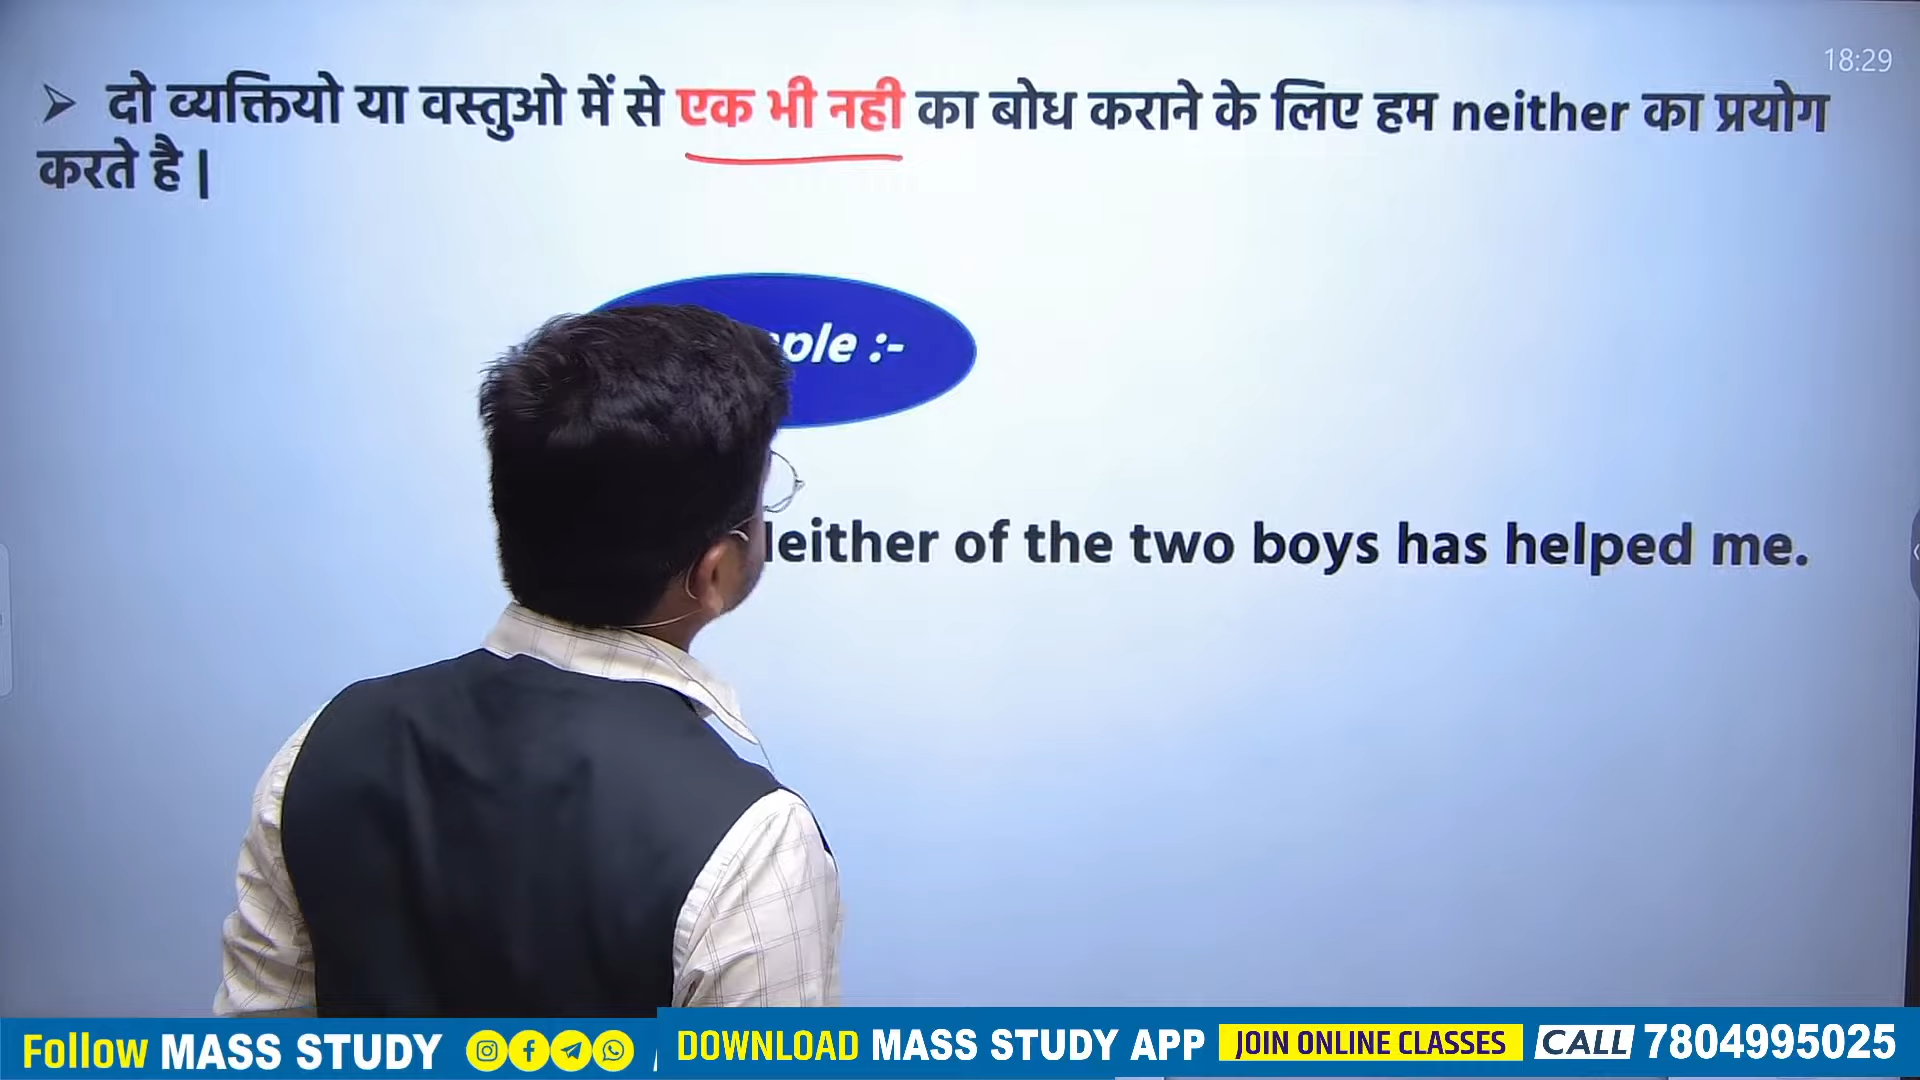 18:29
➤ दो व्यक्तियो या वस्तुओ में से एक भी नही का बोध कराने के लिए हम neither का प्रयोग
करते है |
ple :-
either of the two boys has helped me.
Follow MASS STUDY
DOWNLOAD MASS STUDY APP JOIN ONLINE CLASSES CALL 7804995025